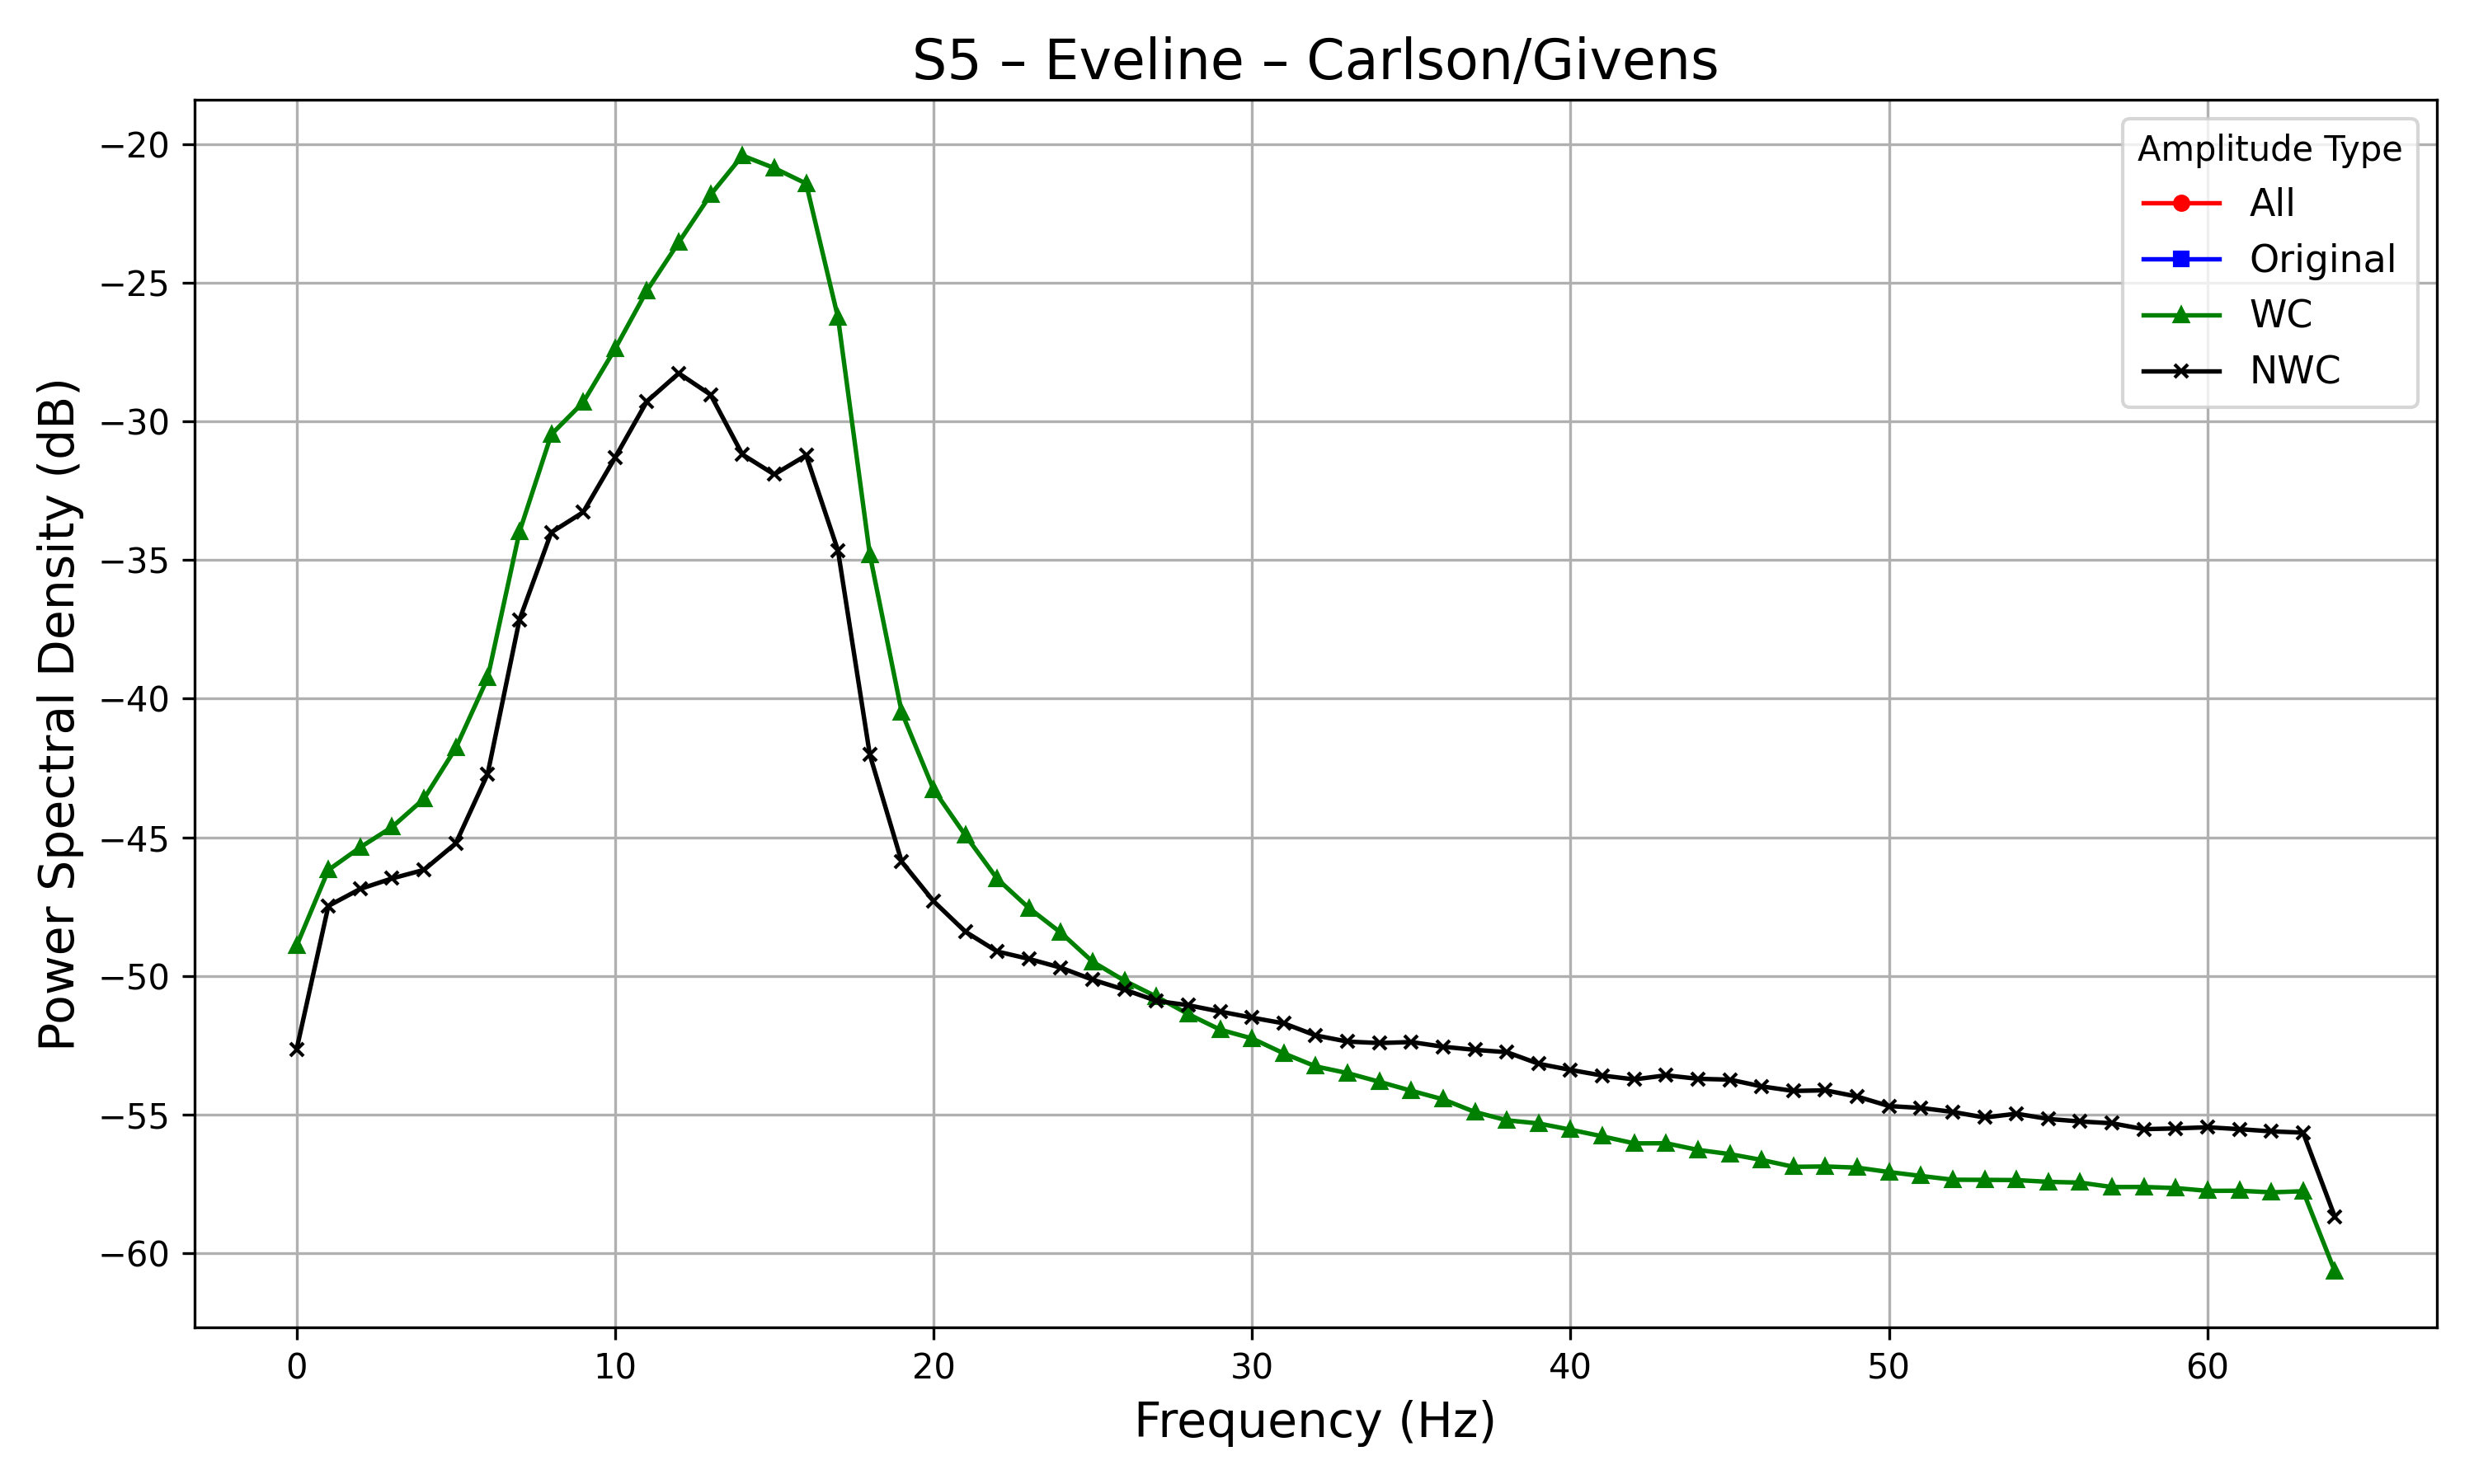 S5 – Eveline – Carlson/Givens
Amplitude Type
All
Original
WC
NWC
Power Spectral Density (dB)
−20
−25
−30
−35
−40
−45
−50
−55
−60
0 10 20 30 40 50 60
Frequency (Hz)